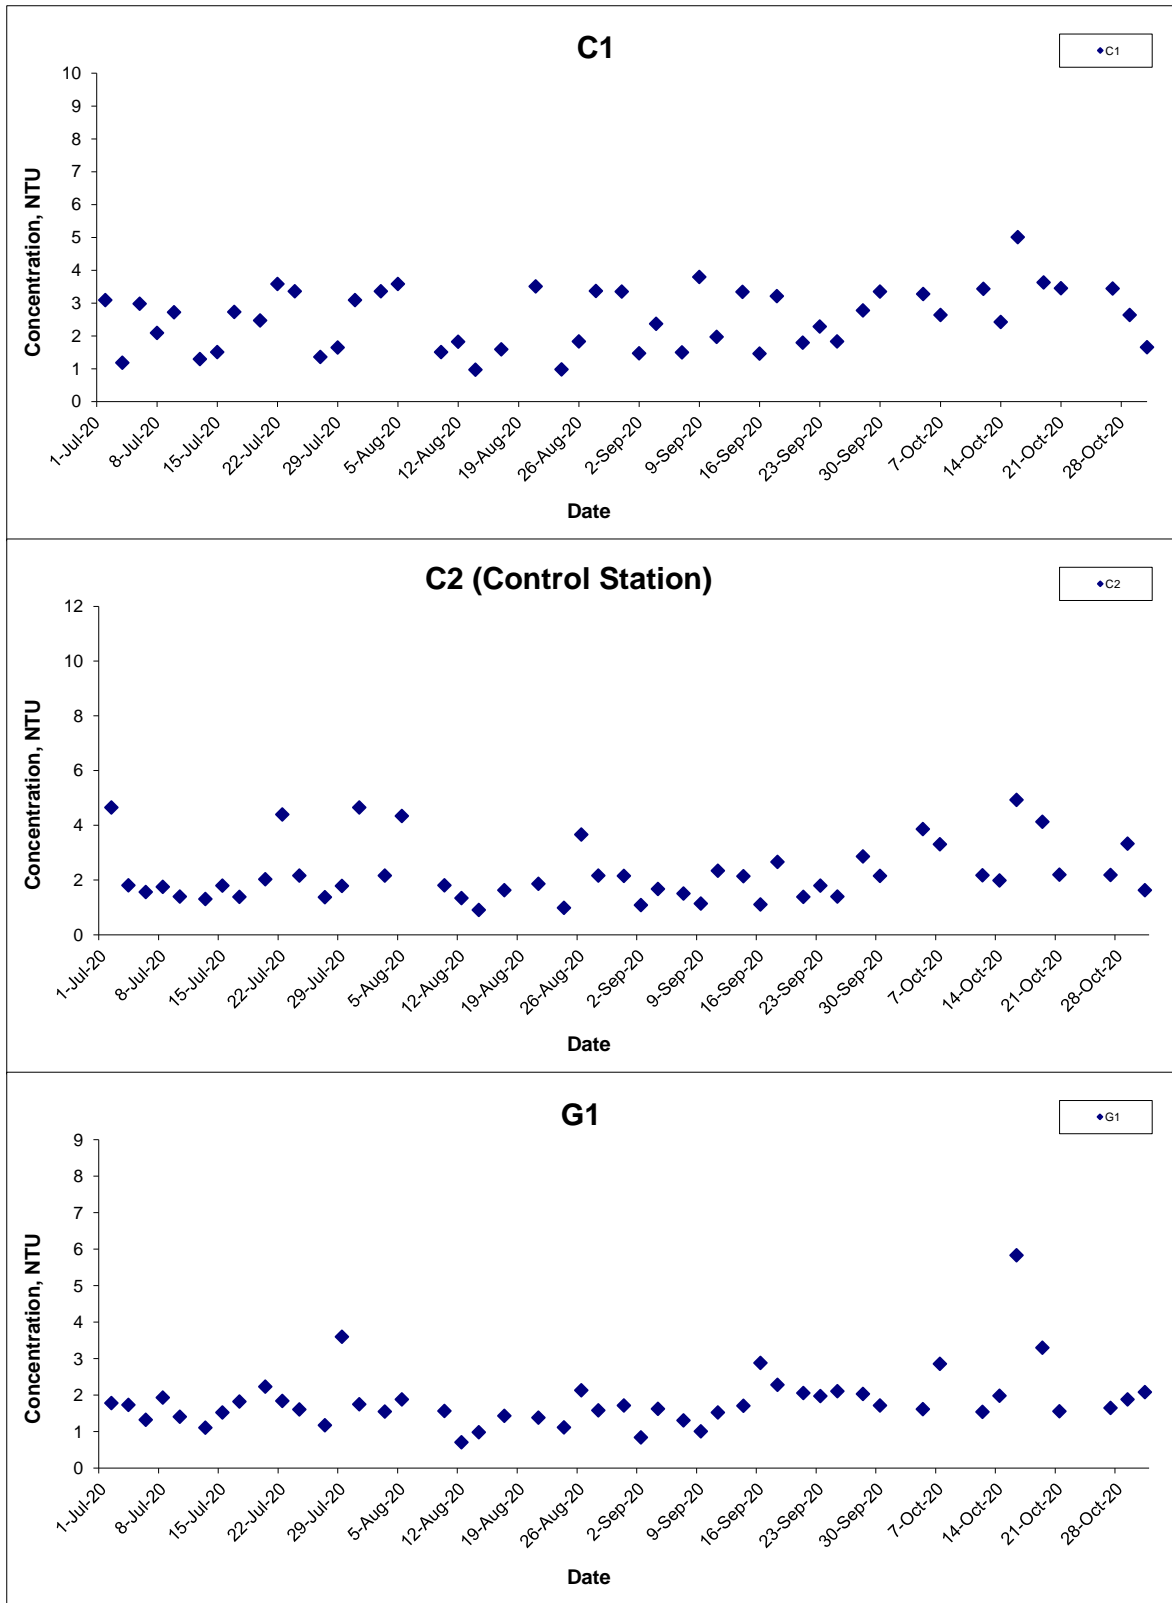 C1
C1
10
9
8
7
6
5
4
3
2
1
0
Concentration, NTU
1-Jul-20
8-Jul-20
15-Jul-20
22-Jul-20
29-Jul-20
5-Aug-20
12-Aug-20
19-Aug-20
26-Aug-20
2-Sep-20
9-Sep-20
16-Sep-20
23-Sep-20
30-Sep-20
7-Oct-20
14-Oct-20
21-Oct-20
28-Oct-20
Date
C2 (Control Station)
C2
12
10
8
6
4
2
0
Concentration, NTU
1-Jul-20
8-Jul-20
15-Jul-20
22-Jul-20
29-Jul-20
5-Aug-20
12-Aug-20
19-Aug-20
26-Aug-20
2-Sep-20
9-Sep-20
16-Sep-20
23-Sep-20
30-Sep-20
7-Oct-20
14-Oct-20
21-Oct-20
28-Oct-20
Date
G1
G1
9
8
7
6
5
4
3
2
1
0
Concentration, NTU
1-Jul-20
8-Jul-20
15-Jul-20
22-Jul-20
29-Jul-20
5-Aug-20
12-Aug-20
19-Aug-20
26-Aug-20
2-Sep-20
9-Sep-20
16-Sep-20
23-Sep-20
30-Sep-20
7-Oct-20
14-Oct-20
21-Oct-20
28-Oct-20
Date